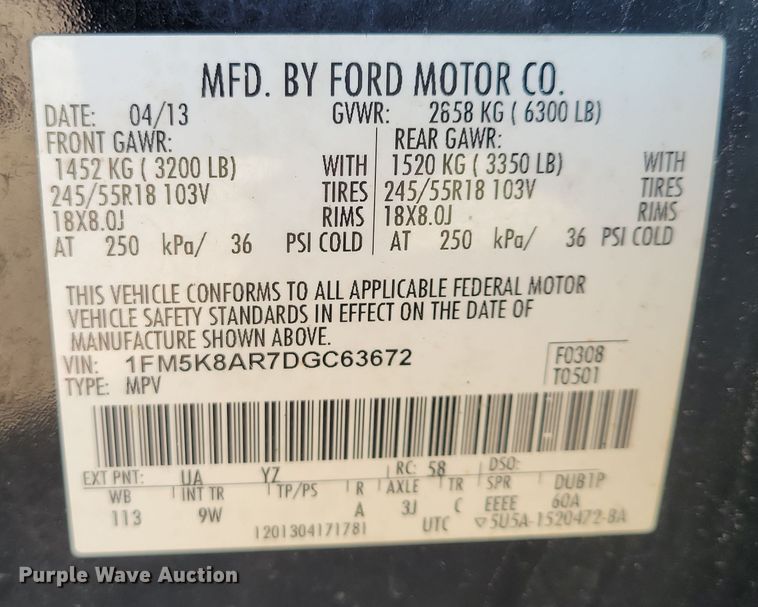 MFD. BY FORD MOTOR CO.
DATE: 04/13 GVWR: 2858 KG ( 6300 LB)
FRONT GAWR: REAR GAWR:
1452 KG ( 3200 LB) WITH 1520 KG ( 3350 LB) WITH
245/55R18 103V TIRES 245/55R18 103V TIRES
18X8.0J RIMS 18X8.0J RIMS
AT 250 kPa/ 36 PSI COLD AT 250 kPa/ 36 PSI COLD
THIS VEHICLE CONFORMS TO ALL APPLICABLE FEDERAL MOTOR
VEHICLE SAFETY STANDARDS IN EFFECT ON THE DATE OF
MANUFACTURE SHOWN ABOVE.
VIN: 1FM5K8AR7DGC63672 F0308
TYPE: MPV T0501
EXT PNT: UA YZ RC: 58 DSO:
WB INT TR TP/PS R AXLE TR SPR DUB1P
113 9W A 3J C EEEE 60A
1201304171781 UTC ▽5U5A-1520472-BA
Purple Wave Auction